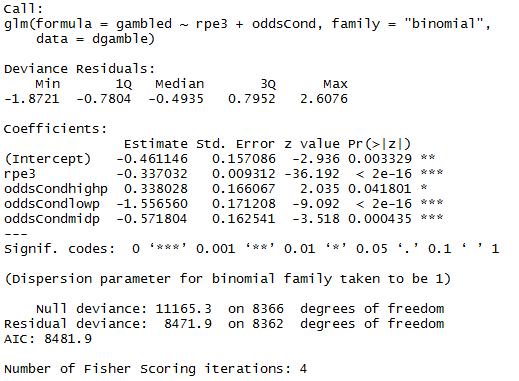 Call:
glm(formula = gambled ~ rpe3 + oddsCond, family = "binomial",
    data = dgamble)
Deviance Residuals:
    Min       1Q   Median       3Q      Max
-1.8721  -0.7804  -0.4935   0.7952   2.6076
Coefficients:
               Estimate Std. Error z value Pr(>|z|)
(Intercept)   -0.461146   0.157086  -2.936 0.003329 **
rpe3          -0.337032   0.009312 -36.192  < 2e-16 ***
oddsCondhighp  0.338028   0.166067   2.035 0.041801 *
oddsCondlowp  -1.556560   0.171208  -9.092  < 2e-16 ***
oddsCondmidp  -0.571804   0.162541  -3.518 0.000435 ***
---
Signif. codes:  0 ‘***’ 0.001 ‘**’ 0.01 ‘*’ 0.05 ‘.’ 0.1 ‘ ’ 1
(Dispersion parameter for binomial family taken to be 1)
    Null deviance: 11165.3  on 8366  degrees of freedom
Residual deviance:  8471.9  on 8362  degrees of freedom
AIC: 8481.9
Number of Fisher Scoring iterations: 4